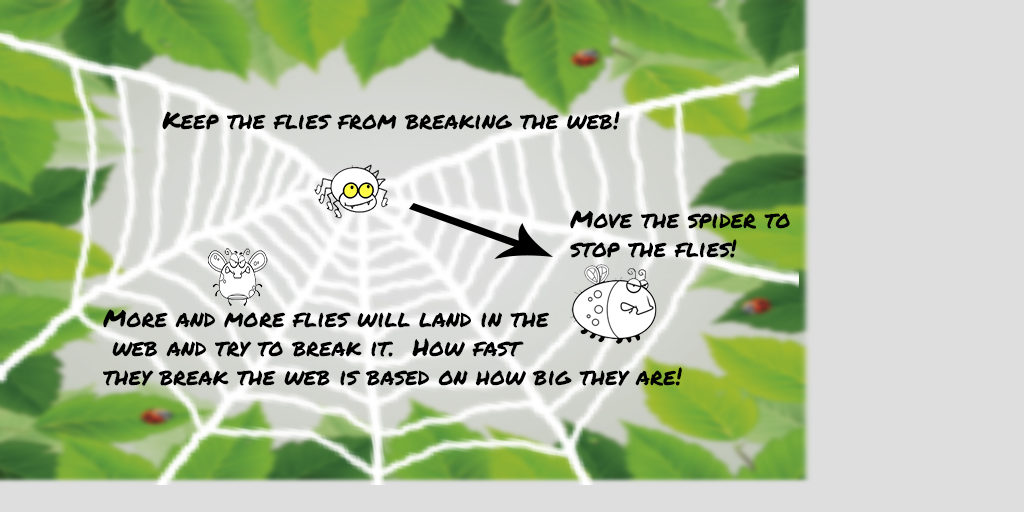 Keep the flies from breaking the web!
Move the spider to
stop the flies!
More and more flies will land in the
web and try to break it. How fast
they break the web is based on how big they are!